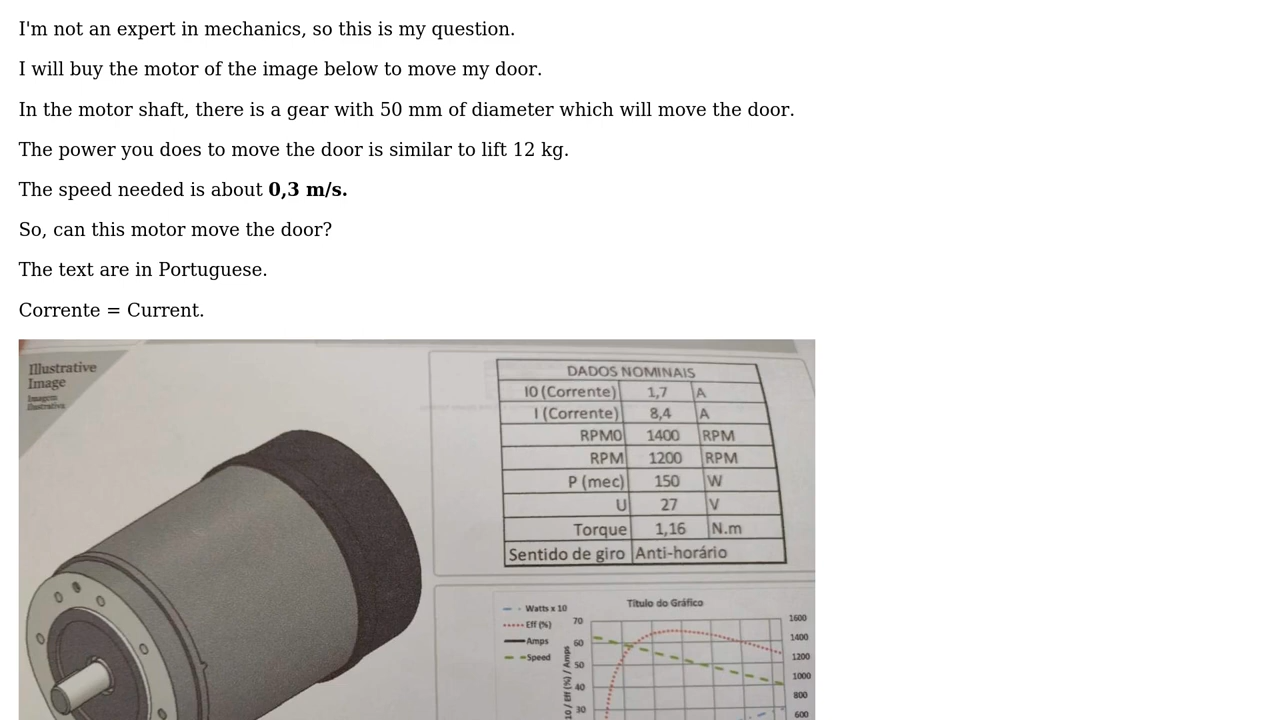 I'm not an expert in mechanics, so this is my question.
I will buy the motor of the image below to move my door.
In the motor shaft, there is a gear with 50 mm of diameter which will move the door.
The power you does to move the door is similar to lift 12 kg.
The speed needed is about 0,3 m/s.
So, can this motor move the door?
The text are in Portuguese.
Corrente = Current.
Illustrative
Image
Imagem
Ilustrativa
DADOS NOMINAIS
I0 (Corrente) 1,7 A
I (Corrente) 8,4 A
RPM0 1400 RPM
RPM 1200 RPM
P (mec) 150 W
U 27 V
Torque 1,16 N.m
Sentido de giro Anti-horário
Título do Gráfico
Watts x 10
Eff (%)
Amps
Speed
10 / Eff (%) / Amps
70
60
50
40
30
1600
1400
1200
1000
800
600